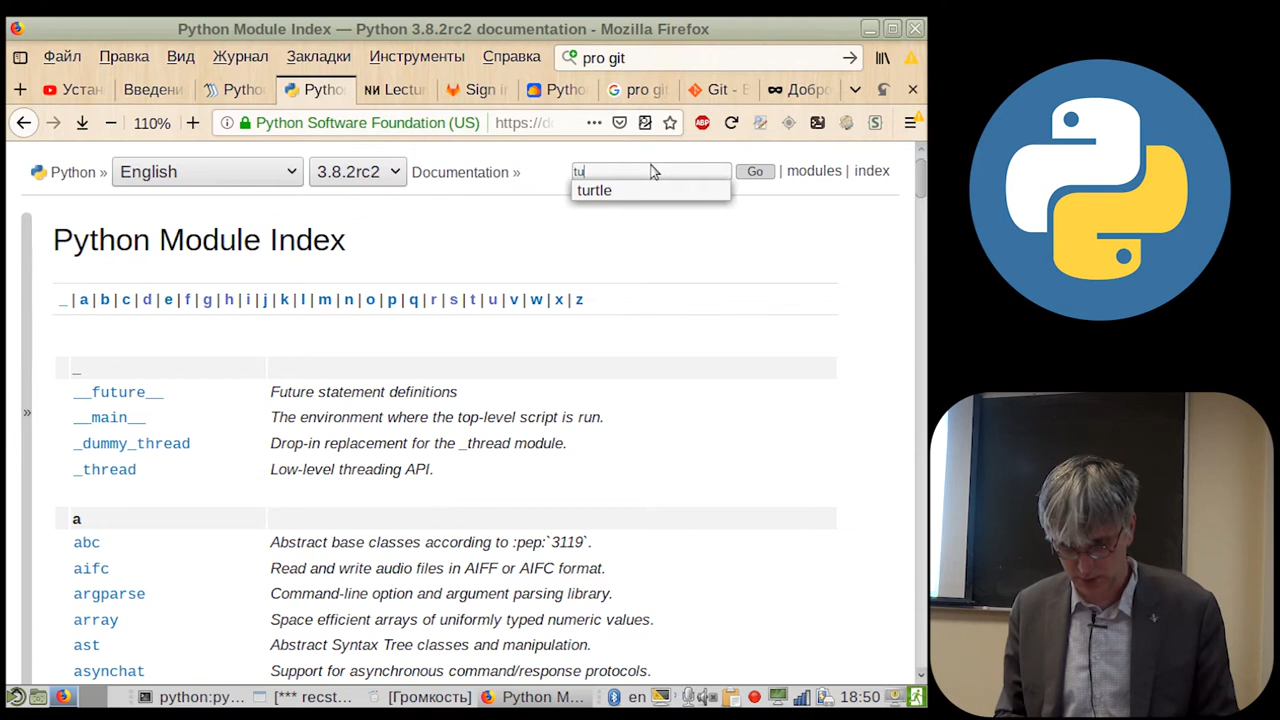 Python Module Index — Python 3.8.2rc2 documentation - Mozilla Firefox
Файл Правка Вид Журнал Закладки Инструменты Справка pro git
Устан Введени Pytho Pytho Lectur Sign in Pytho pro git Git - B Добро
110% Python Software Foundation (US) https://do ABP
Python » English 3.8.2rc2 Documentation » tu Go | modules | index
turtle
Python Module Index
_ | a | b | c | d | e | f | g | h | i | j | k | l | m | n | o | p | q | r | s | t | u | v | w | x | z
_
__future__ Future statement definitions
__main__ The environment where the top-level script is run.
_dummy_thread Drop-in replacement for the _thread module.
_thread Low-level threading API.
a
abc Abstract base classes according to :pep:`3119`.
aifc Read and write audio files in AIFF or AIFC format.
argparse Command-line option and argument parsing library.
array Space efficient arrays of uniformly typed numeric values.
ast Abstract Syntax Tree classes and manipulation.
asynchat Support for asynchronous command/response protocols.
python:py... [*** recst... [Громкость] Python M... en 18:50